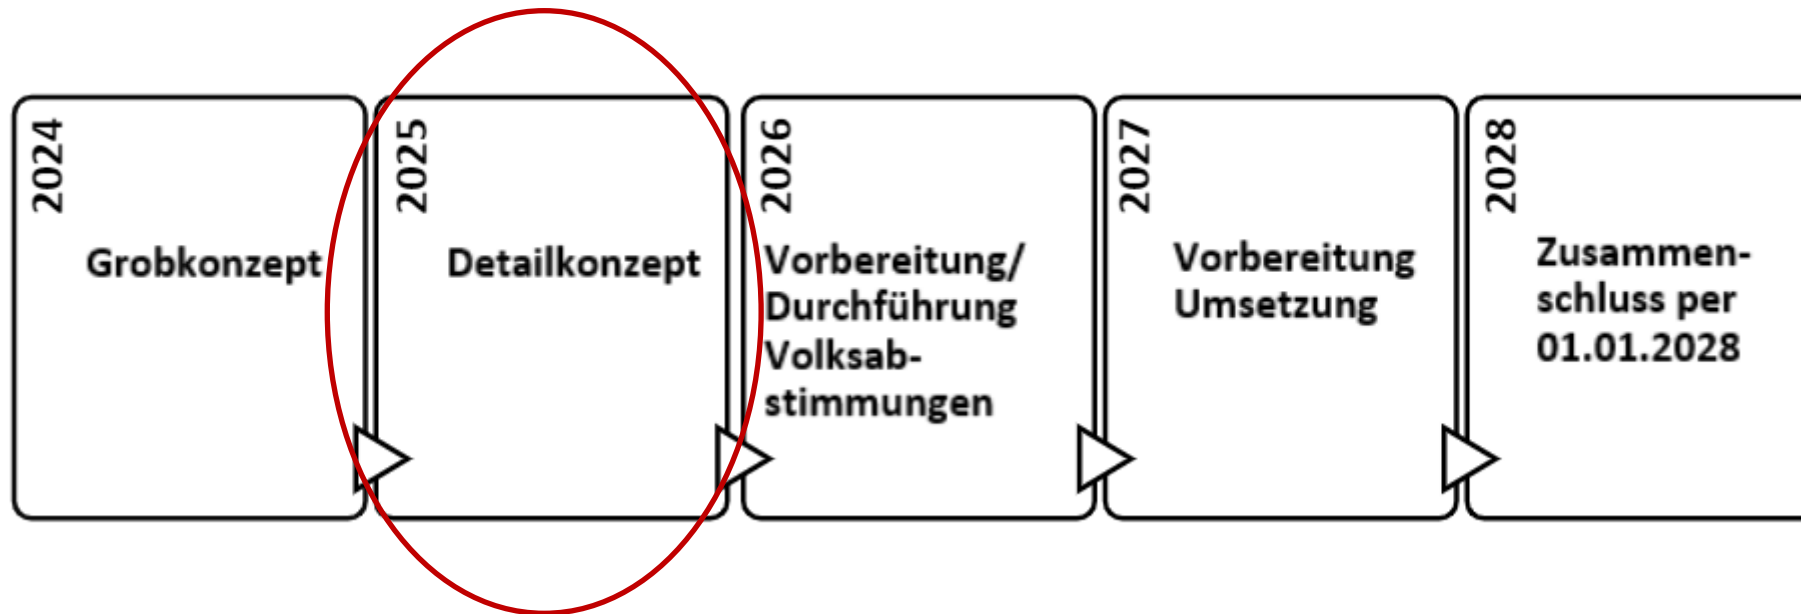 2024
Grobkonzept
2025
Detailkonzept
2026
Vorbereitung/
Durchführung
Volksab-
stimmungen
2027
Vorbereitung
Umsetzung
2028
Zusammen-
schluss per
01.01.2028